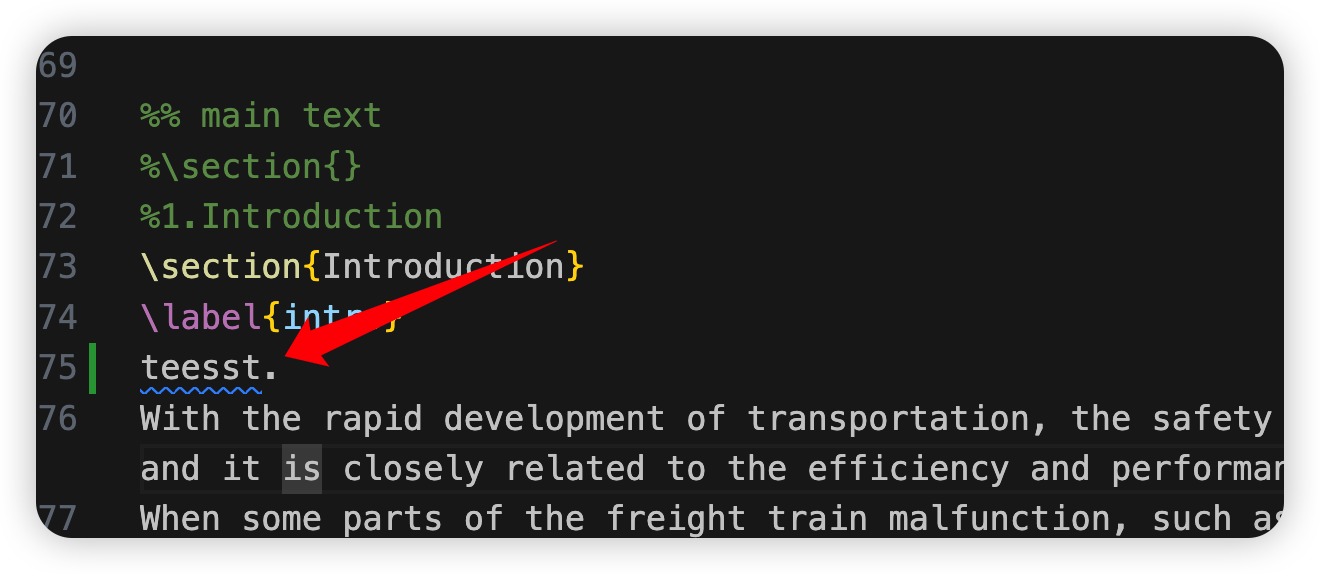 69
70 %% main text
71 %\section{}
72 %1.Introduction
73 \section{Introduction}
74 \label{intro}
75 teesst.
76 With the rapid development of transportation, the safety
and it is closely related to the efficiency and
77 When some parts of the freight train malfunction, such as